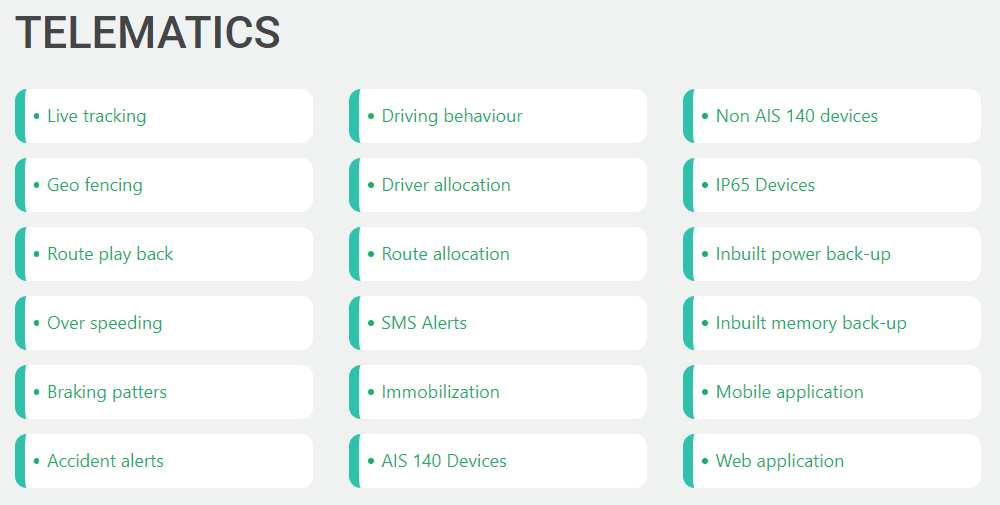 TELEMATICS
• Live tracking
• Geo fencing
• Route play back
• Over speeding
• Braking patters
• Accident alerts
• Driving behaviour
• Driver allocation
• Route allocation
• SMS Alerts
• Immobilization
• AIS 140 Devices
• Non AIS 140 devices
• IP65 Devices
• Inbuilt power back-up
• Inbuilt memory back-up
• Mobile application
• Web application